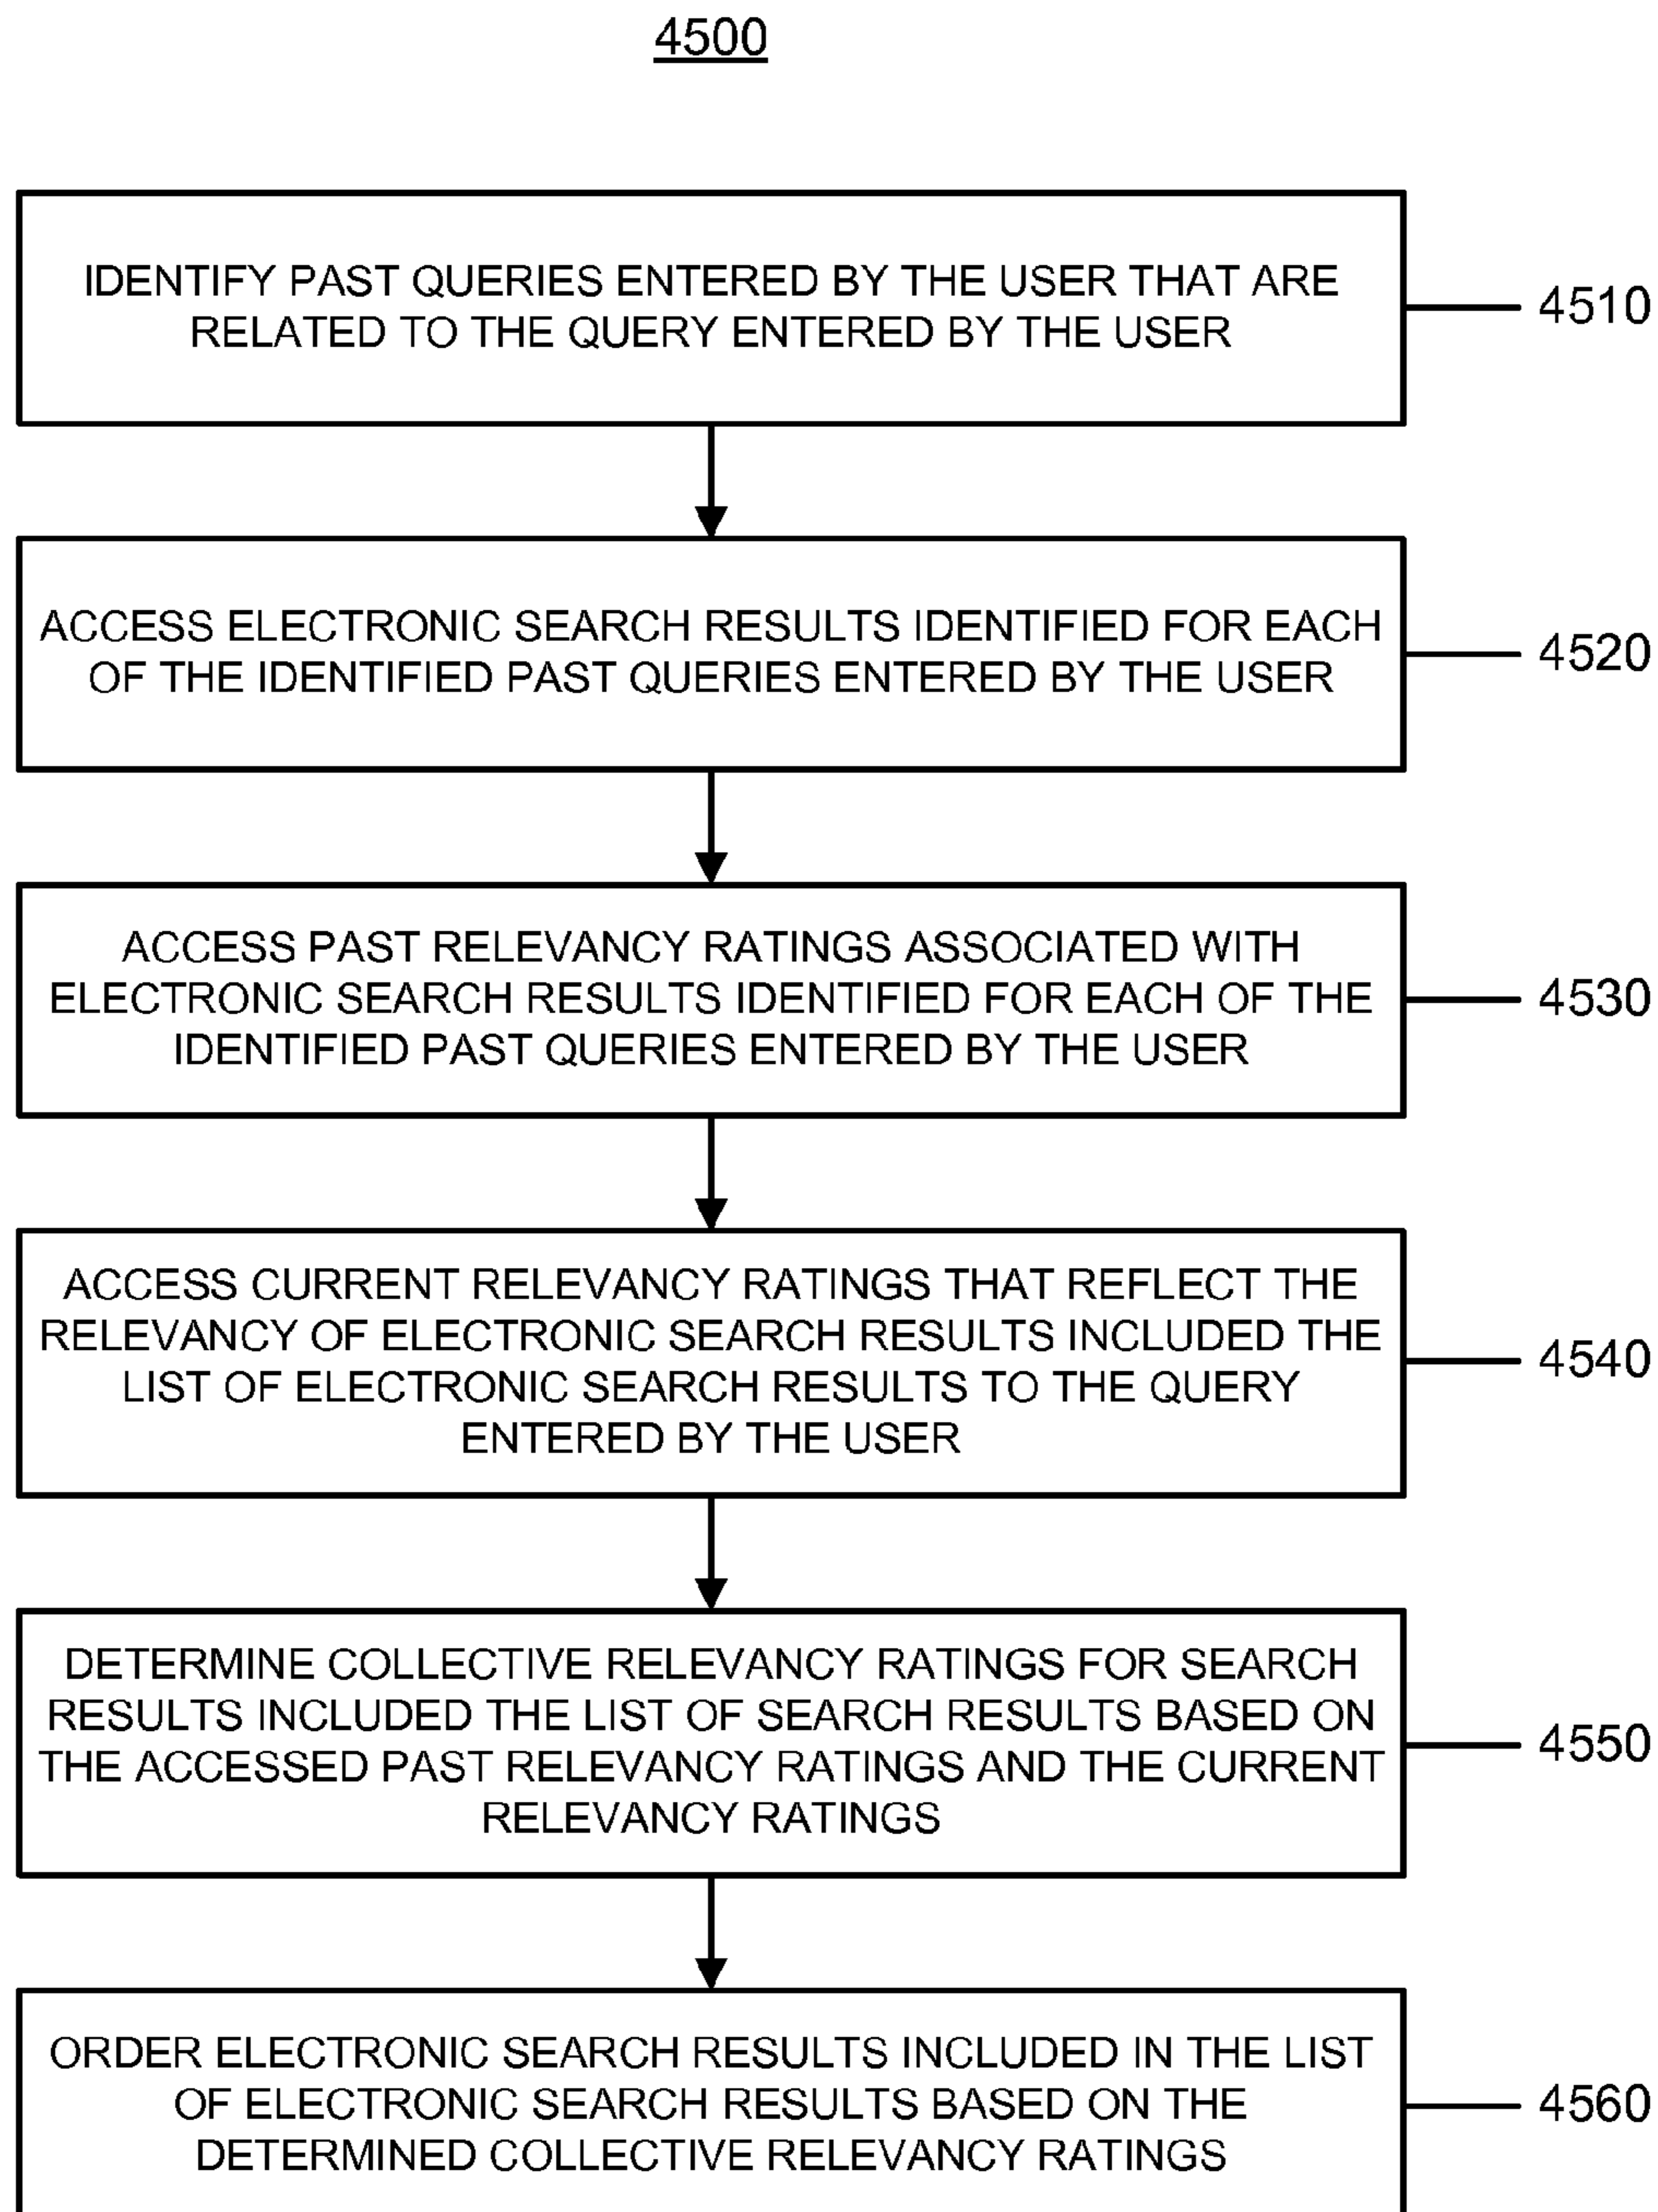 4500
IDENTIFY PAST QUERIES ENTERED BY THE USER THAT ARE
RELATED TO THE QUERY ENTERED BY THE USER
4510
ACCESS ELECTRONIC SEARCH RESULTS IDENTIFIED FOR EACH
OF THE IDENTIFIED PAST QUERIES ENTERED BY THE USER
4520
ACCESS PAST RELEVANCY RATINGS ASSOCIATED WITH
ELECTRONIC SEARCH RESULTS IDENTIFIED FOR EACH OF THE
IDENTIFIED PAST QUERIES ENTERED BY THE USER
4530
ACCESS CURRENT RELEVANCY RATINGS THAT REFLECT THE
RELEVANCY OF ELECTRONIC SEARCH RESULTS INCLUDED THE
LIST OF ELECTRONIC SEARCH RESULTS TO THE QUERY
ENTERED BY THE USER
4540
DETERMINE COLLECTIVE RELEVANCY RATINGS FOR SEARCH
RESULTS INCLUDED THE LIST OF SEARCH RESULTS BASED ON
THE ACCESSED PAST RELEVANCY RATINGS AND THE CURRENT
RELEVANCY RATINGS
4550
ORDER ELECTRONIC SEARCH RESULTS INCLUDED IN THE LIST
OF ELECTRONIC SEARCH RESULTS BASED ON THE
DETERMINED COLLECTIVE RELEVANCY RATINGS
4560